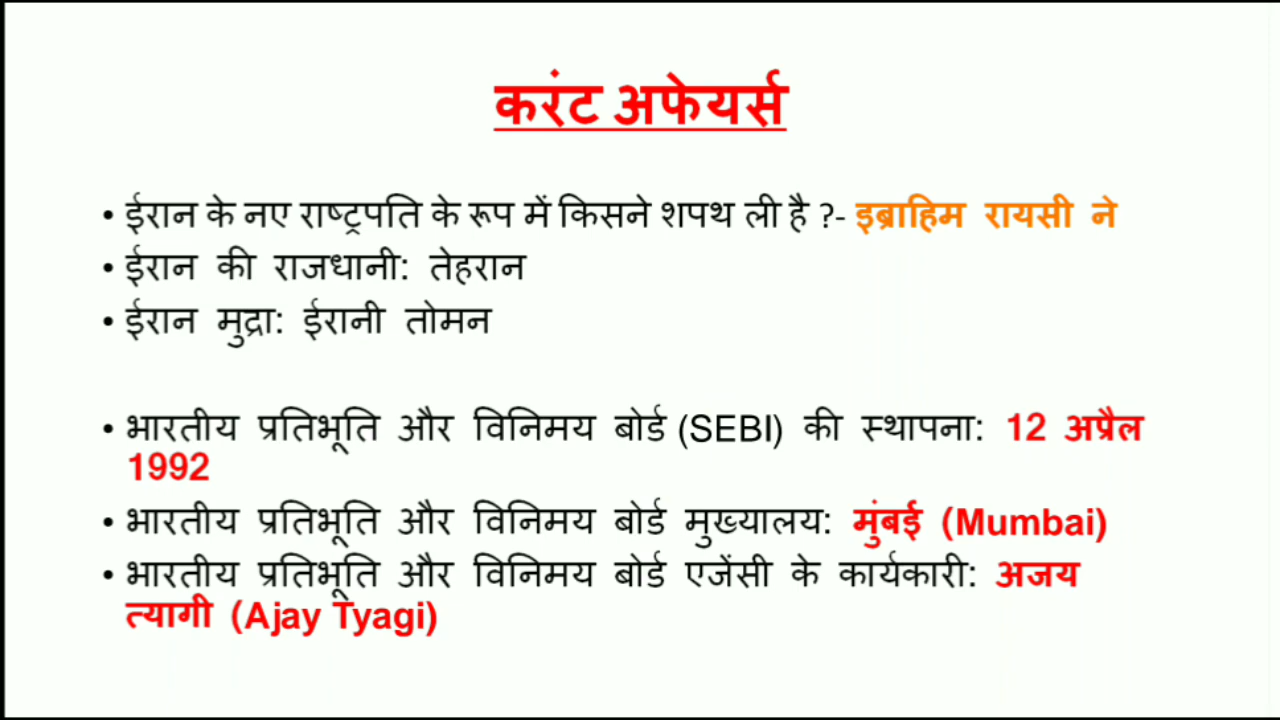 करंट अफेयर्स
• ईरान के नए राष्ट्रपति के रूप में किसने शपथ ली है ?- इब्राहिम रायसी ने
• ईरान की राजधानी: तेहरान
• ईरान मुद्रा: ईरानी तोमन
• भारतीय प्रतिभूति और विनिमय बोर्ड (SEBI) की स्थापना: 12 अप्रैल
1992
• भारतीय प्रतिभूति और विनिमय बोर्ड मुख्यालय: मुंबई (Mumbai)
• भारतीय प्रतिभूति और विनिमय बोर्ड एजेंसी के कार्यकारी: अजय
त्यागी (Ajay Tyagi)